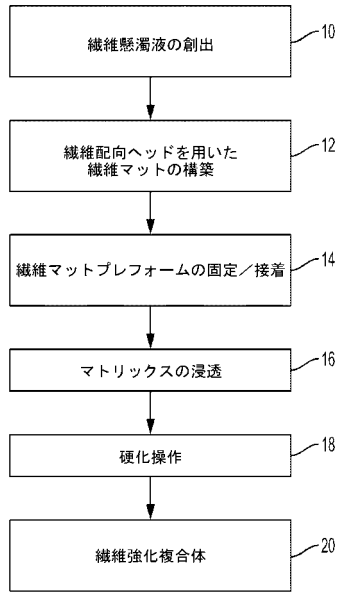 繊維懸濁液の創出
10
繊維配向ヘッドを用いた
繊維マットの構築
12
繊維マットプレフォームの固定／接着
14
マトリックスの浸透
16
硬化操作
18
繊維強化複合体
20